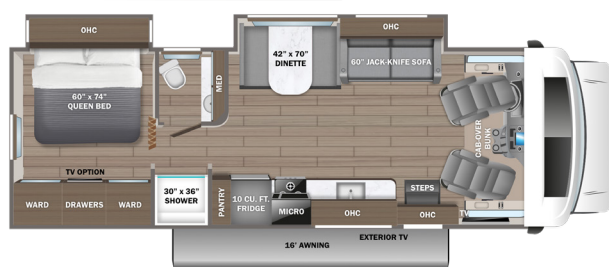 OHC
OHC
42" x 70"
DINETTE
60" JACK-KNIFE SOFA
MED
60" x 74"
QUEEN BED
CAB-OVER
BUNK
TV OPTION
WARD
DRAWERS
WARD
30" x 36"
SHOWER
PANTRY
10 CU. FT.
FRIDGE
MICRO
OHC
STEPS
OHC
TV
EXTERIOR TV
16' AWNING